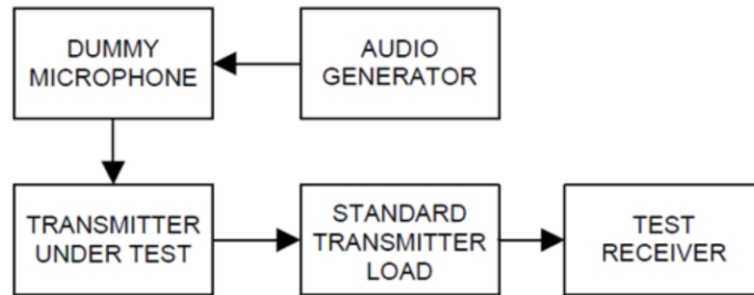 DUMMY
MICROPHONE
AUDIO
GENERATOR
TRANSMITTER
UNDER TEST
STANDARD
TRANSMITTER
LOAD
TEST
RECEIVER